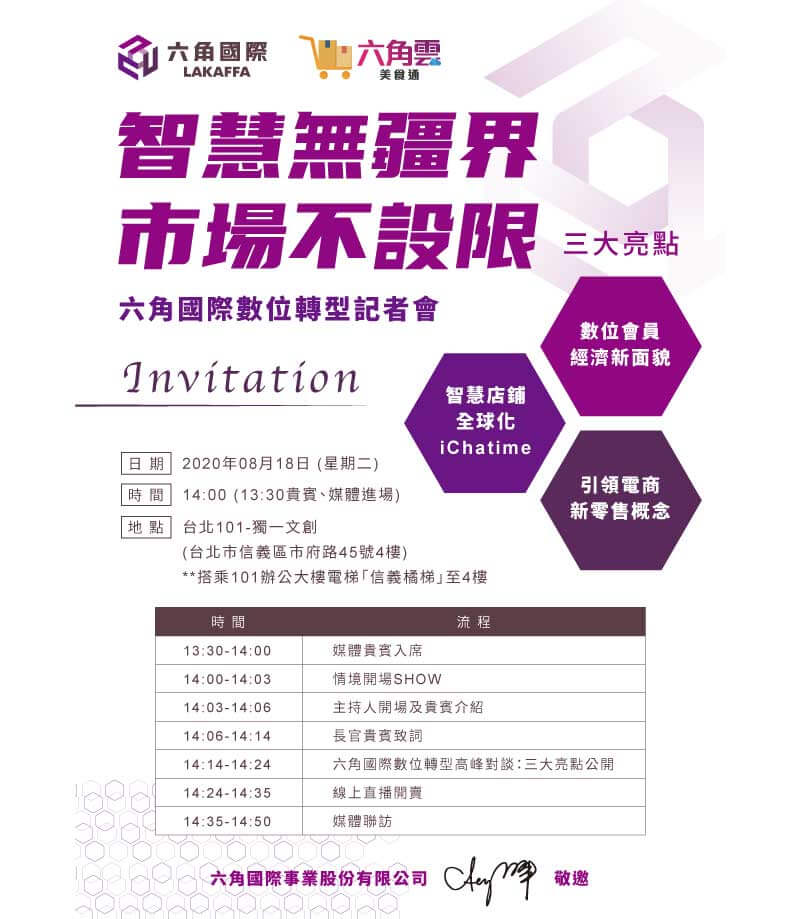 六角國際
LAKAFFA
六角雲
美食通
智慧無疆界
市場不設限
三大亮點
六角國際數位轉型記者會
Invitation
數位會員
經濟新面貌
智慧店鋪
全球化
iChatime
引領電商
新零售概念
日期 2020年08月18日 (星期二)
時間 14:00 (13:30貴賓、媒體進場)
地點 台北101-獨一文創
(台北市信義區市府路45號4樓)
**搭乘101辦公大樓電梯「信義橘梯」至4樓
時間 流程
13:30-14:00 媒體貴賓入席
14:00-14:03 情境開場SHOW
14:03-14:06 主持人開場及貴賓介紹
14:06-14:14 長官貴賓致詞
14:14-14:24 六角國際數位轉型高峰對談：三大亮點公開
14:24-14:35 線上直播開賣
14:35-14:50 媒體聯訪
六角國際事業股份有限公司 敬邀